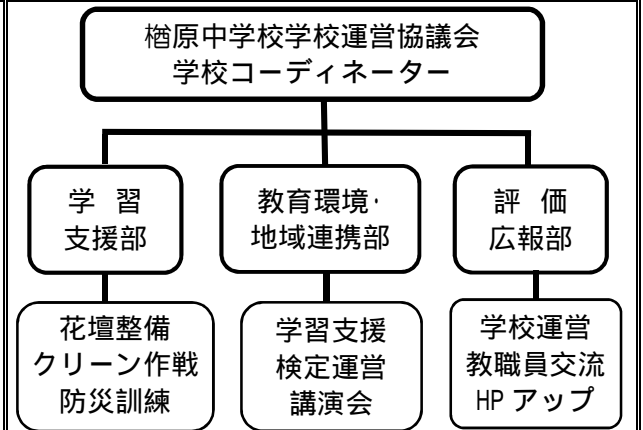 楢原中学校学校運営協議会
学校コーディネーター
学 習
支援部
教育環境・
地域連携部
評 価
広報部
花壇整備
クリーン作戦
防災訓練
学習支援
検定運営
講演会
学校運営
教職員交流
HP アップ